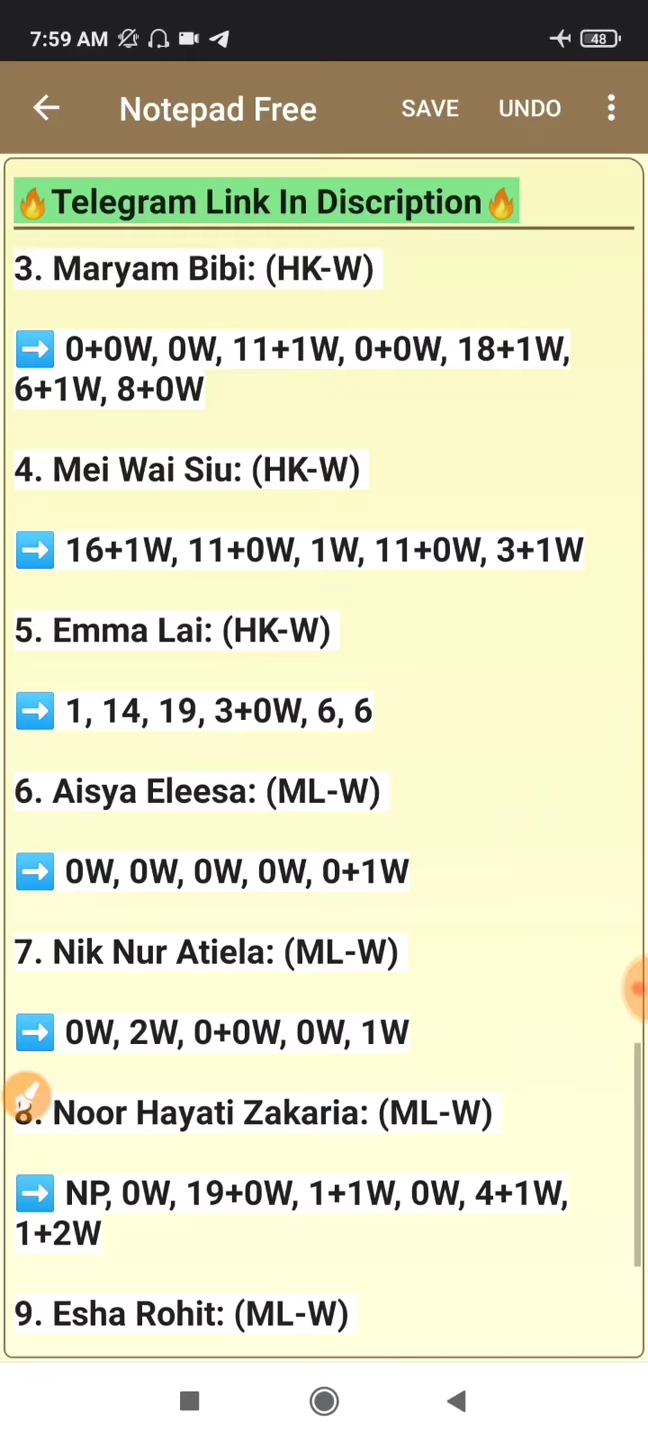 7:59 AM 48
Notepad Free SAVE UNDO
🔥Telegram Link In Discription🔥
3. Maryam Bibi: (HK-W)
➡️ 0+0W, 0W, 11+1W, 0+0W, 18+1W,
6+1W, 8+0W
4. Mei Wai Siu: (HK-W)
➡️ 16+1W, 11+0W, 1W, 11+0W, 3+1W
5. Emma Lai: (HK-W)
➡️ 1, 14, 19, 3+0W, 6, 6
6. Aisya Eleesa: (ML-W)
➡️ 0W, 0W, 0W, 0W, 0+1W
7. Nik Nur Atiela: (ML-W)
➡️ 0W, 2W, 0+0W, 0W, 1W
8. Noor Hayati Zakaria: (ML-W)
➡️ NP, 0W, 19+0W, 1+1W, 0W, 4+1W,
1+2W
9. Esha Rohit: (ML-W)